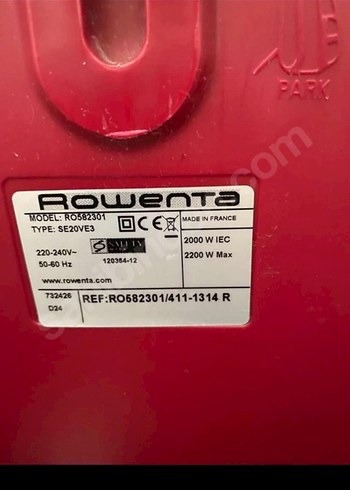 PARK
Rowenta
MODEL: RO582301
TYPE: SE20VE3
CE
MADE IN FRANCE
220-240V~
50-60 Hz
2000 W IEC
2200 W Max
120364-12
www.rowenta.com
732426
D24
REF:RO582301/411-1314 R